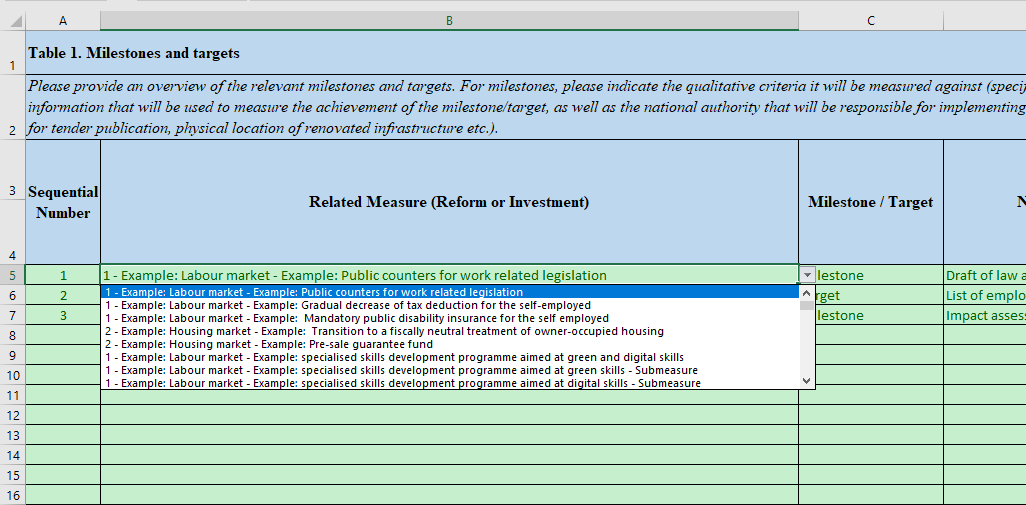 A B C
1 Table 1. Milestones and targets
Please provide an overview of the relevant milestones and targets. For milestones, please indicate the qualitative criteria it will be measured against (specif
information that will be used to measure the achievement of the milestone/target, as well as the national authority that will be responsible for implementing
2 for tender publication, physical location of renovated infrastructure etc.).
3 Sequential Number Related Measure (Reform or Investment) Milestone / Target N
4
5 1 1 - Example: Labour market - Example: Public counters for work related legislation lestone Draft of law a
6 2 rget List of emplo
7 3 lestone Impact assess
1 - Example: Labour market - Example: Public counters for work related legislation
1 - Example: Labour market - Example: Gradual decrease of tax deduction for the self-employed
1 - Example: Labour market - Example:  Mandatory public disability insurance for the self employed
2 - Example: Housing market - Example:  Transition to a fiscally neutral treatment of owner-occupied housing
2 - Example: Housing market - Example: Pre-sale guarantee fund
1 - Example: Labour market - Example: specialised skills development programme aimed at green and digital skills
1 - Example: Labour market - Example: specialised skills development programme aimed at green skills - Submeasure
1 - Example: Labour market - Example: specialised skills development programme aimed at digital skills - Submeasure
8
9
10
11
12
13
14
15
16